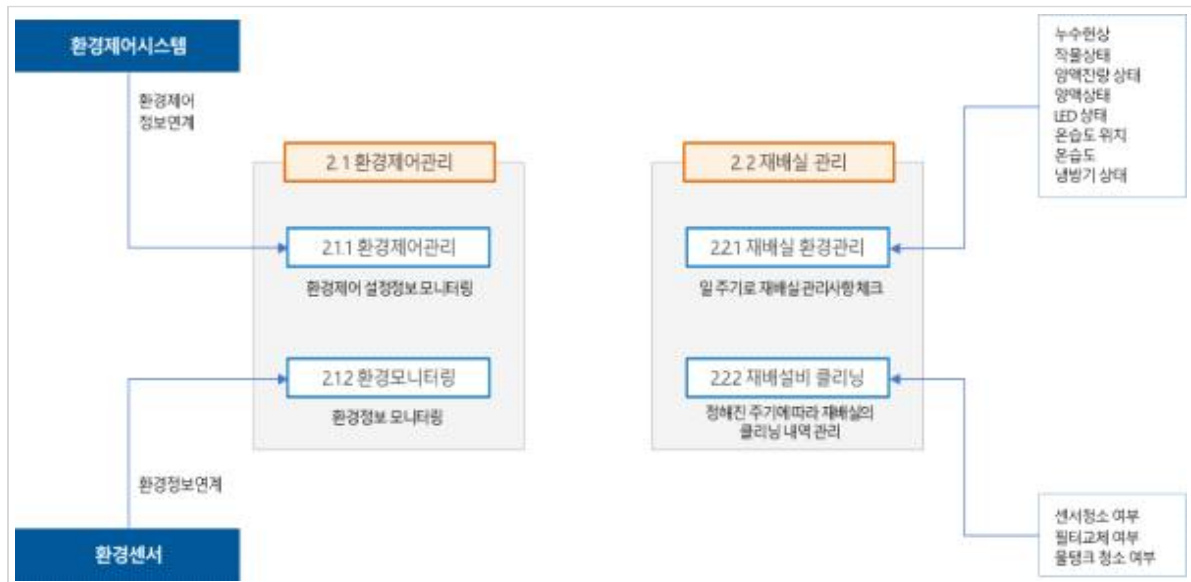 환경제어시스템
환경제어
정보연계
2.1 환경제어관리
2.1.1 환경제어관리
환경제어 설정정보 모니터링
2.1.2 환경모니터링
환경정보 모니터링
환경정보연계
환경센서
2.2 재배실 관리
2.2.1 재배실 환경관리
일 주기로 재배실 관리사항 체크
2.2.2 재배설비 클리닝
정해진 주기에 따라 재배실의
클리닝 내역 관리
누수현상
작물상태
양액잔량 상태
양액상태
LED 상태
온습도 위치
온습도
냉방기 상태
센서청소 여부
필터교체 여부
물탱크 청소 여부